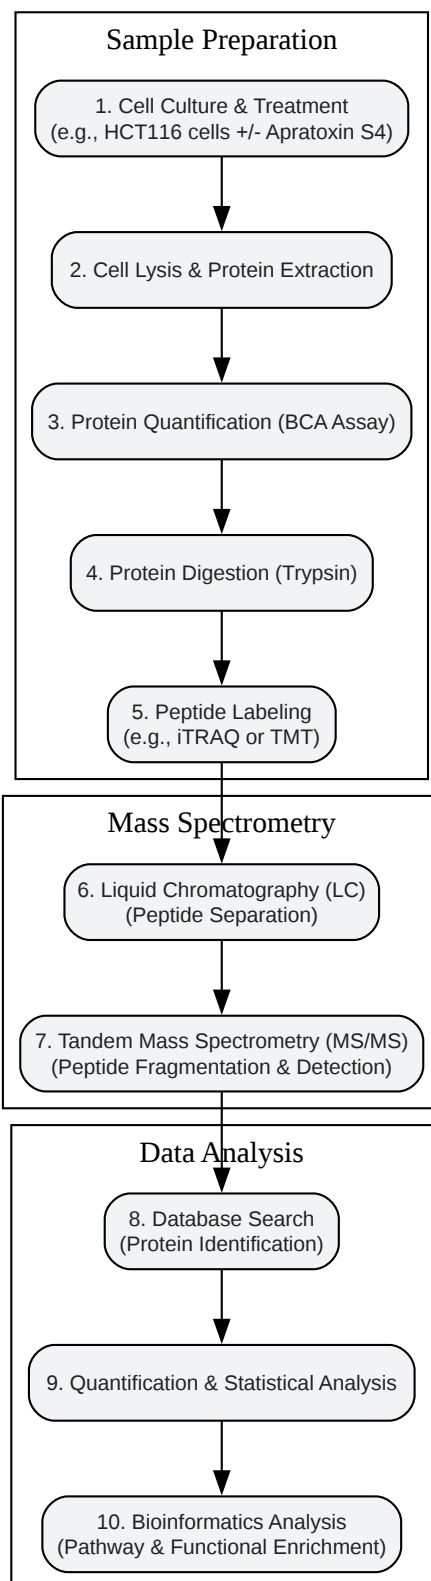 Sample Preparation
1. Cell Culture & Treatment
(e.g., HCT116 cells +/- Apratoxin S4)
2. Cell Lysis & Protein Extraction
3. Protein Quantification (BCA Assay)
4. Protein Digestion (Trypsin)
5. Peptide Labeling
(e.g., iTRAQ or TMT)
Mass Spectrometry
6. Liquid Chromatography (LC)
(Peptide Separation)
7. Tandem Mass Spectrometry (MS/MS)
(Peptide Fragmentation & Detection)
Data Analysis
8. Database Search
(Protein Identification)
9. Quantification & Statistical Analysis
10. Bioinformatics Analysis
(Pathway & Functional Enrichment)